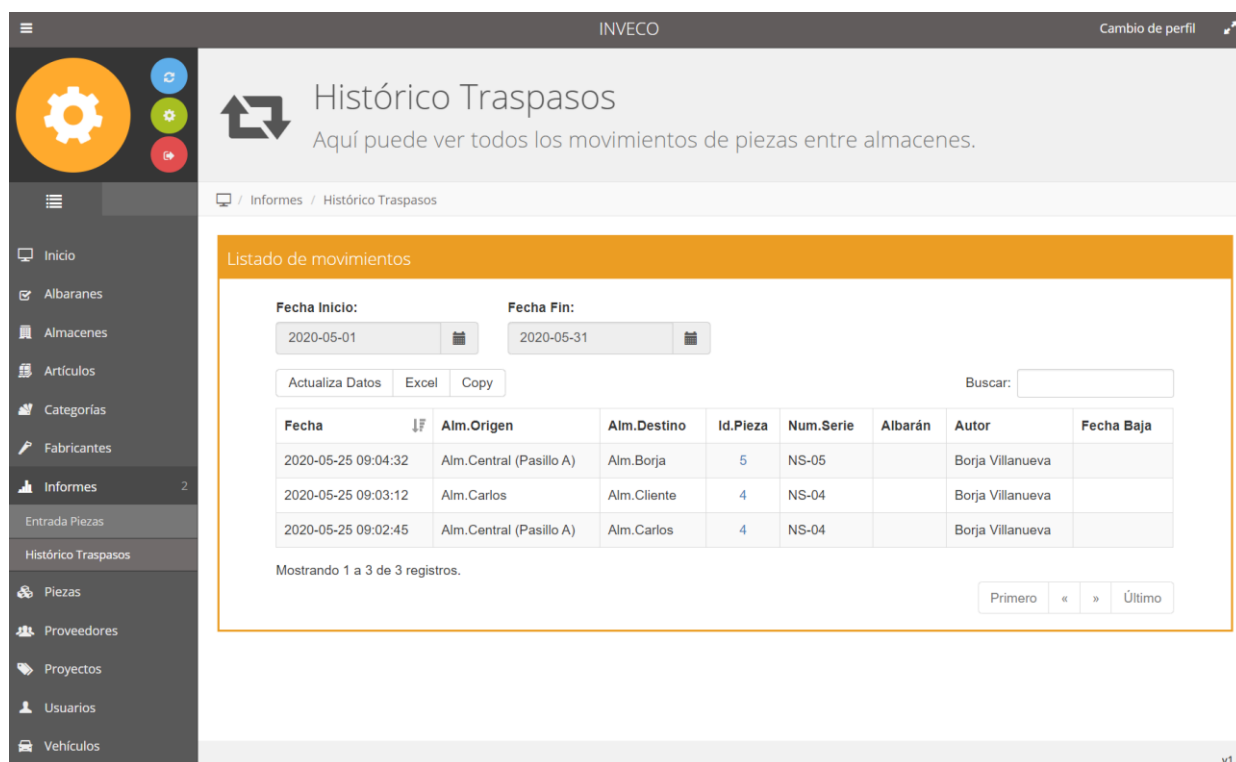 INVECO Cambio de perfil
Histórico Traspasos
Aquí puede ver todos los movimientos de piezas entre almacenes.
/ Informes / Histórico Traspasos
Inicio
Albaranes
Almacenes
Artículos
Categorías
Fabricantes
Informes 2
Entrada Piezas
Histórico Traspasos
Piezas
Proveedores
Proyectos
Usuarios
Vehículos
Listado de movimientos
Fecha Inicio: Fecha Fin:
2020-05-01 2020-05-31
Actualiza Datos Excel Copy Buscar:
Fecha Alm.Origen Alm.Destino Id.Pieza Num.Serie Albarán Autor Fecha Baja
2020-05-25 09:04:32 Alm.Central (Pasillo A) Alm.Borja 5 NS-05 Borja Villanueva
2020-05-25 09:03:12 Alm.Carlos Alm.Cliente 4 NS-04 Borja Villanueva
2020-05-25 09:02:45 Alm.Central (Pasillo A) Alm.Carlos 4 NS-04 Borja Villanueva
Mostrando 1 a 3 de 3 registros.
Primero « » Último